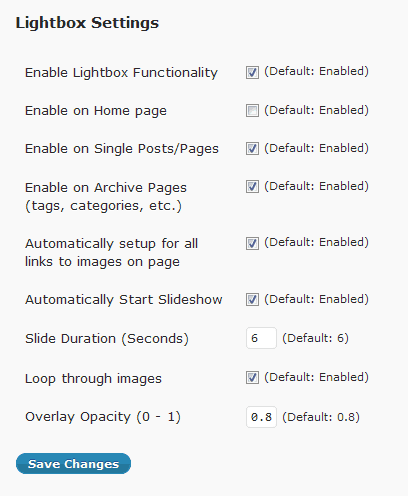 Lightbox Settings
Enable Lightbox Functionality (Default: Enabled)
Enable on Home page (Default: Enabled)
Enable on Single Posts/Pages (Default: Enabled)
Enable on Archive Pages (Default: Enabled)
(tags, categories, etc.)
Automatically setup for all (Default: Enabled)
links to images on page
Automatically Start Slideshow (Default: Enabled)
Slide Duration (Seconds) 6 (Default: 6)
Loop through images (Default: Enabled)
Overlay Opacity (0 - 1) 0.8 (Default: 0.8)
Save Changes